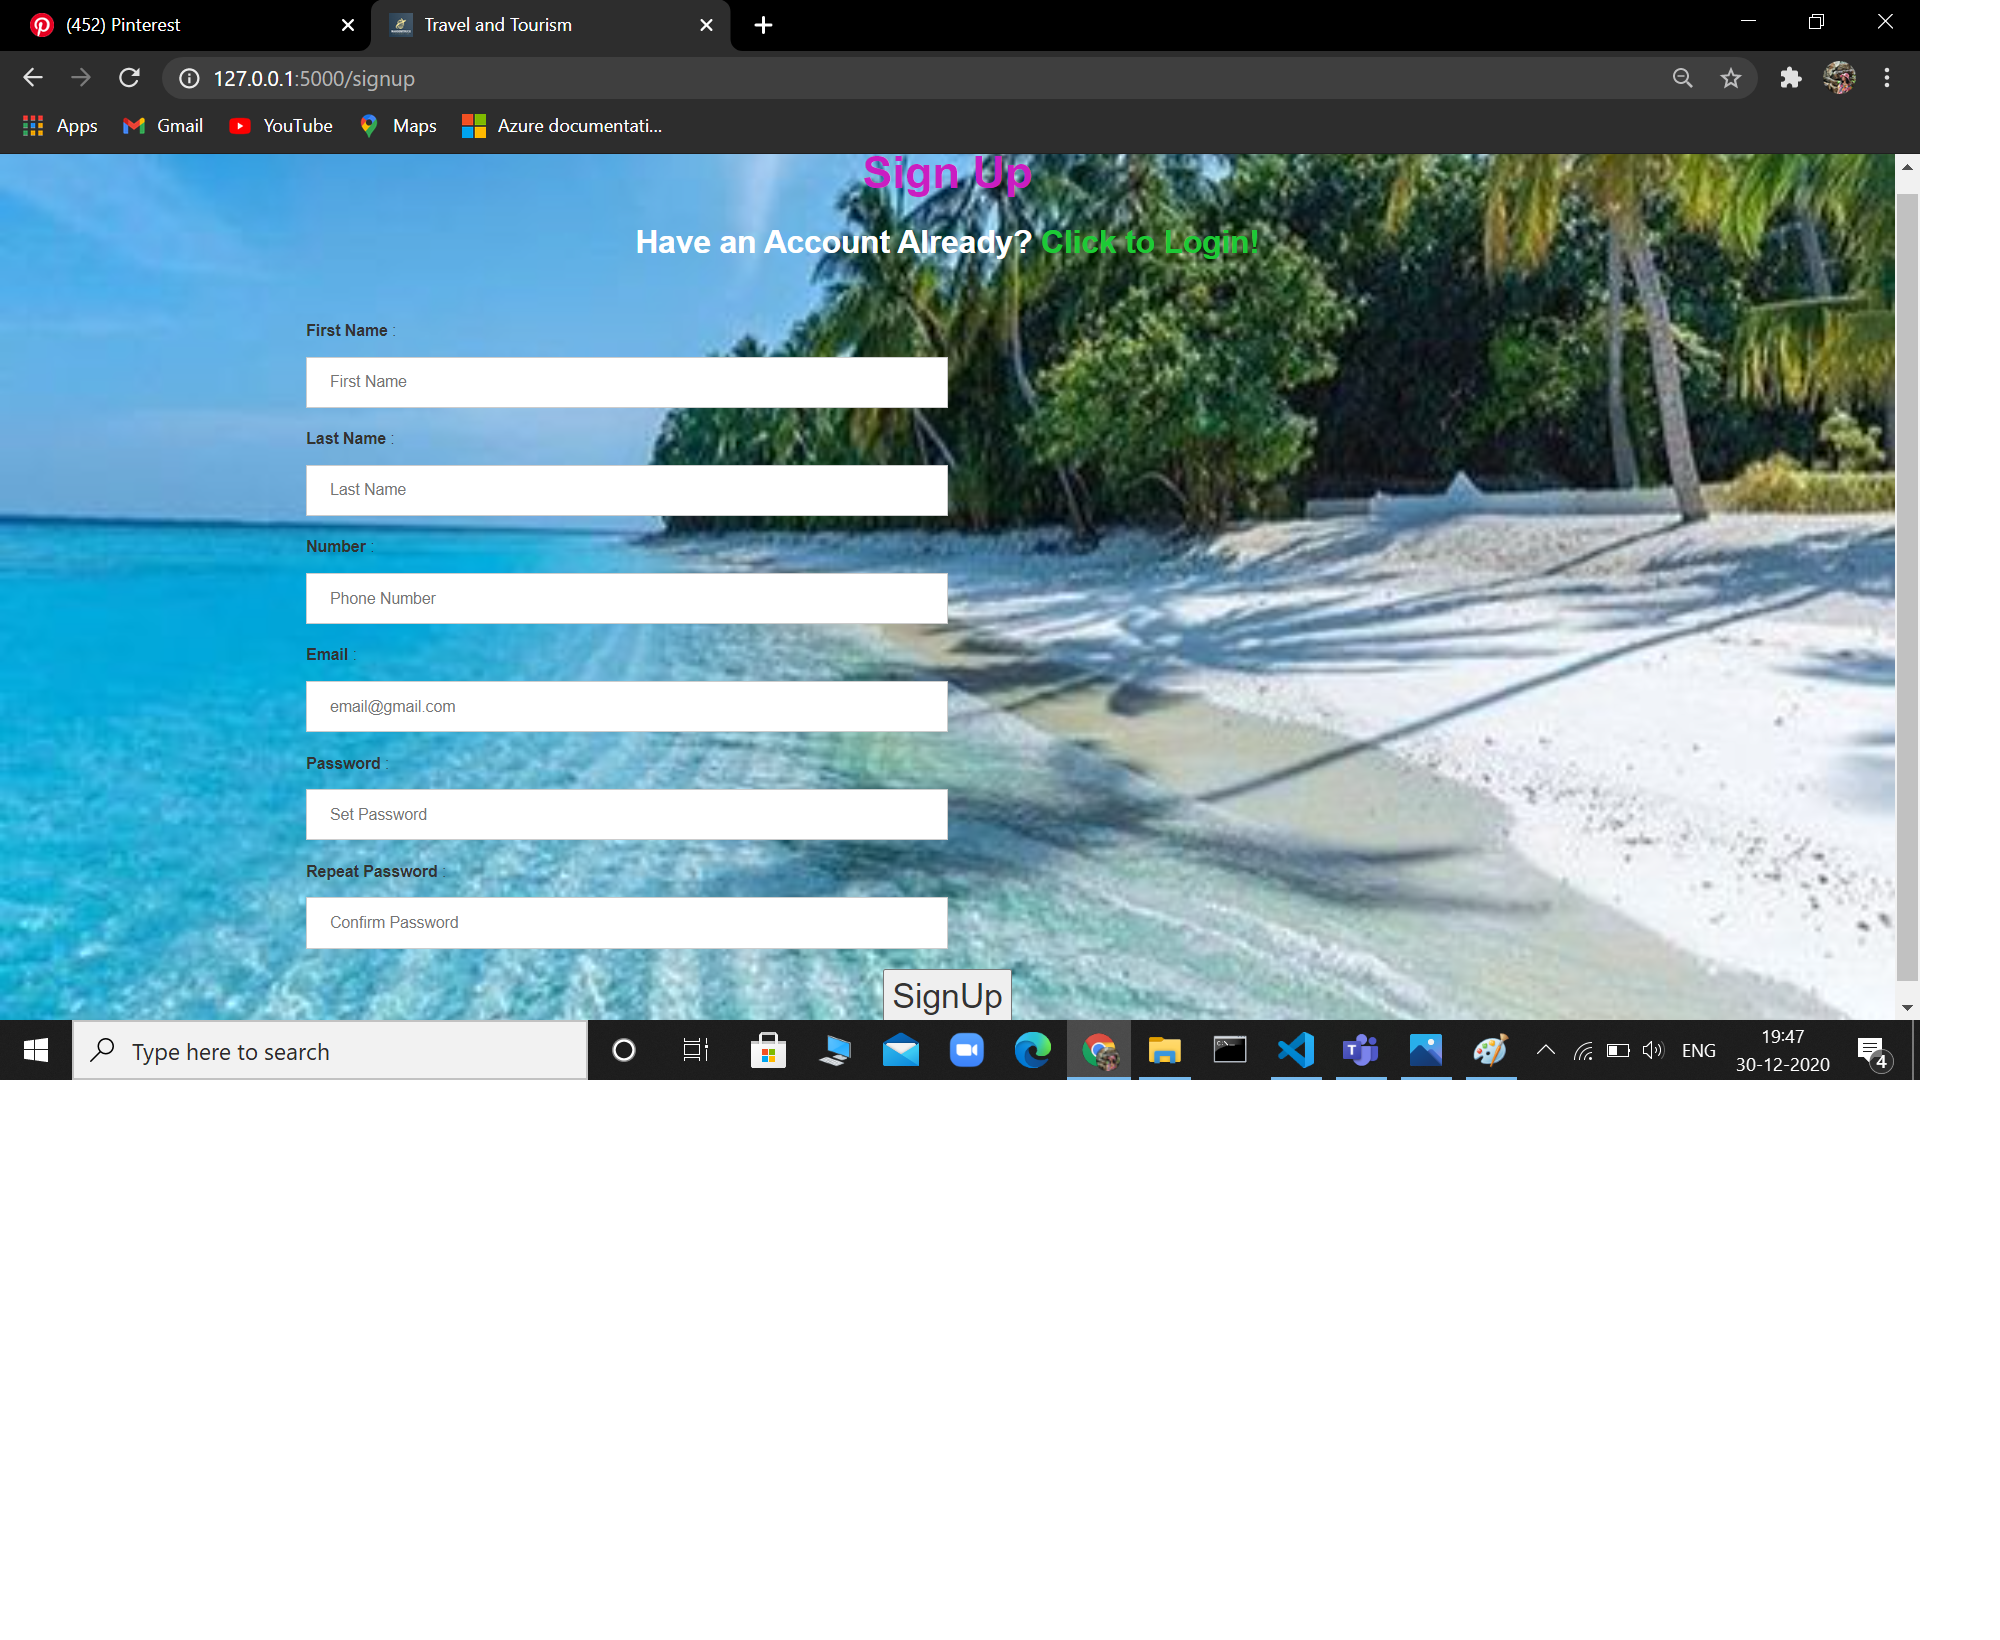 (452) Pinterest
Travel and Tourism
127.0.0.1:5000/signup
Apps Gmail YouTube Maps Azure documentati...
Sign Up
Have an Account Already? Click to Login!
First Name :
First Name
Last Name :
Last Name
Number :
Phone Number
Email :
email@gmail.com
Password :
Set Password
Repeat Password :
Confirm Password
SignUp
Type here to search
ENG
19:47
30-12-2020
4